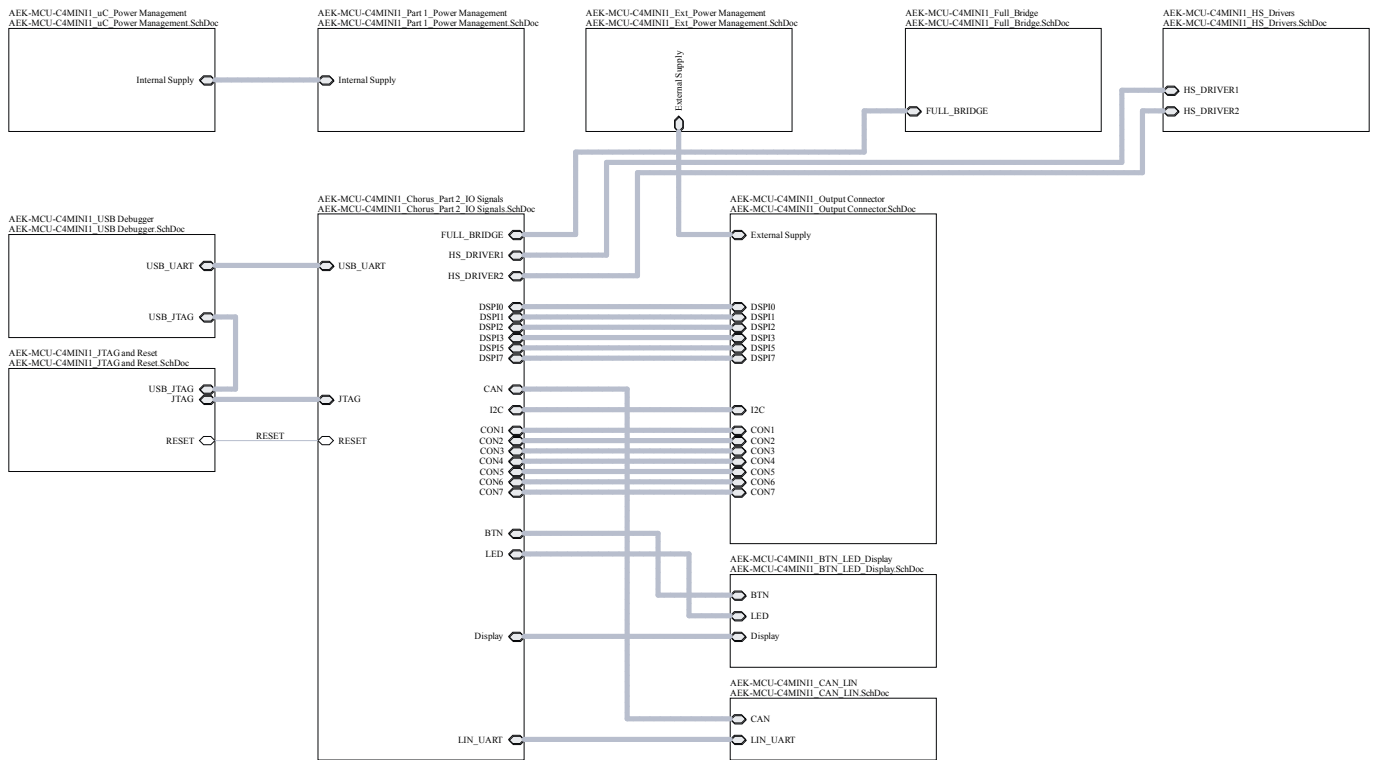 AEK-MCU-C4MINI1_uC_Power Management
AEK-MCU-C4MINI1_uC_Power Management.SchDoc
Internal Supply
AEK-MCU-C4MINI1_Part 1_Power Management
AEK-MCU-C4MINI1_Part 1_Power Management.SchDoc
Internal Supply
AEK-MCU-C4MINI1_Ext_Power Management
AEK-MCU-C4MINI1_Ext_Power Management.SchDoc
External Supply
AEK-MCU-C4MINI1_Full_Bridge
AEK-MCU-C4MINI1_Full_Bridge.SchDoc
FULL_BRIDGE
AEK-MCU-C4MINI1_HS_Drivers
AEK-MCU-C4MINI1_HS_Drivers.SchDoc
HS_DRIVER1
HS_DRIVER2
AEK-MCU-C4MINI1_USB Debugger
AEK-MCU-C4MINI1_USB Debugger.SchDoc
USB_UART
USB_JTAG
AEK-MCU-C4MINI1_JTAG and Reset
AEK-MCU-C4MINI1_JTAG and Reset.SchDoc
USB_JTAG
JTAG
RESET
RESET
AEK-MCU-C4MINI1_Chorus_Part 2_IO Signals
AEK-MCU-C4MINI1_Chorus_Part 2_IO Signals.SchDoc
USB_UART
JTAG
RESET
FULL_BRIDGE
HS_DRIVER1
HS_DRIVER2
DSPI0
DSPI1
DSPI2
DSPI3
DSPI5
DSPI7
CAN
I2C
CON1
CON2
CON3
CON4
CON5
CON6
CON7
BTN
LED
Display
LIN_UART
AEK-MCU-C4MINI1_Output Connector
AEK-MCU-C4MINI1_Output Connector.SchDoc
External Supply
DSPI0
DSPI1
DSPI2
DSPI3
DSPI5
DSPI7
I2C
CON1
CON2
CON3
CON4
CON5
CON6
CON7
AEK-MCU-C4MINI1_BTN_LED_Display
AEK-MCU-C4MINI1_BTN_LED_Display.SchDoc
BTN
LED
Display
AEK-MCU-C4MINI1_CAN_LIN
AEK-MCU-C4MINI1_CAN_LIN.SchDoc
CAN
LIN_UART